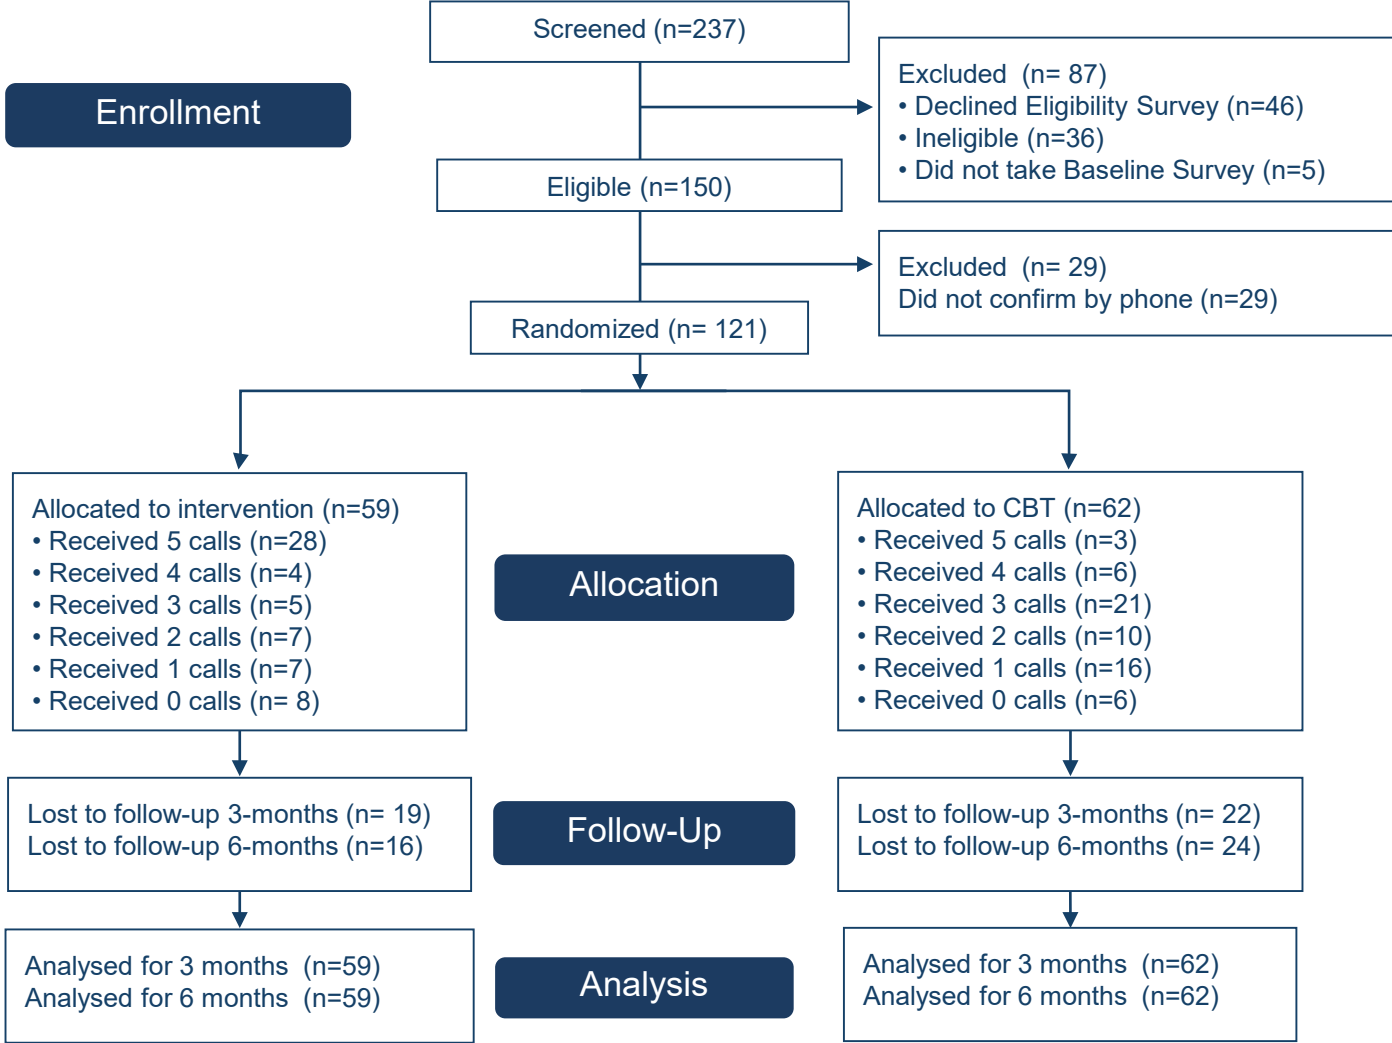 Screened (n=237)
Enrollment
Excluded  (n= 87)
• Declined Eligibility Survey (n=46)
• Ineligible (n=36)
• Did not take Baseline Survey (n=5)
Eligible (n=150)
Excluded  (n= 29)
Did not confirm by phone (n=29)
Randomized (n= 121)
Allocated to intervention (n=59)
• Received 5 calls (n=28)
• Received 4 calls (n=4)
• Received 3 calls (n=5)
• Received 2 calls (n=7)
• Received 1 calls (n=7)
• Received 0 calls (n= 8)
Allocation
Allocated to CBT (n=62)
• Received 5 calls (n=3)
• Received 4 calls (n=6)
• Received 3 calls (n=21)
• Received 2 calls (n=10)
• Received 1 calls (n=16)
• Received 0 calls (n=6)
Lost to follow-up 3-months (n= 19)
Lost to follow-up 6-months (n=16)
Follow-Up
Lost to follow-up 3-months (n= 22)
Lost to follow-up 6-months (n= 24)
Analysed for 3 months  (n=59)
Analysed for 6 months  (n=59)
Analysis
Analysed for 3 months  (n=62)
Analysed for 6 months  (n=62)